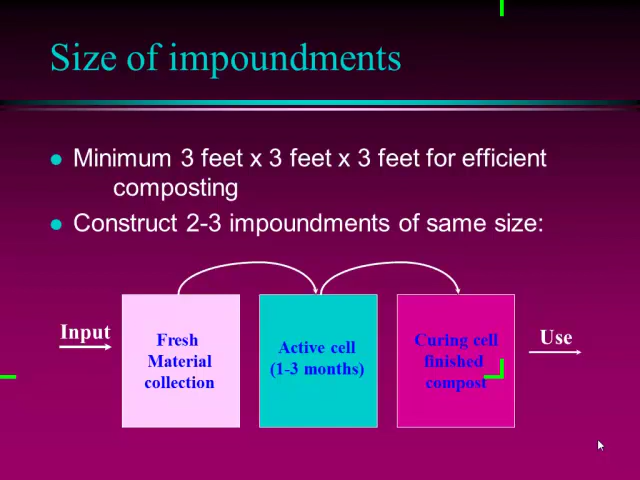 Size of impoundments
Minimum 3 feet x 3 feet x 3 feet for efficient
composting
Construct 2-3 impoundments of same size:
Input
Fresh
Material
collection
Active cell
(1-3 months)
Curing cell
finished
compost
Use